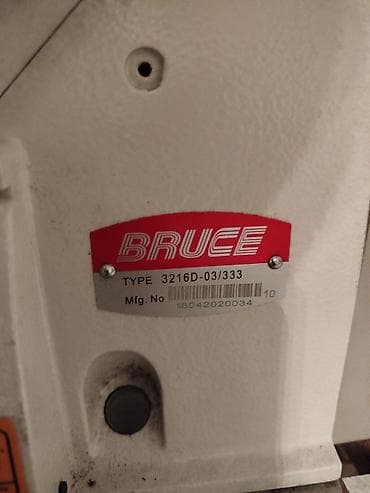 BRUCE
TYPE 3216D-03/333
Mfg. No 10
18042020034